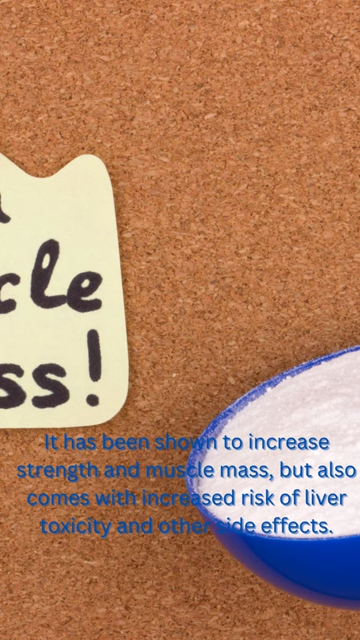 cle
ss!
It has been shown to increase
strength and muscle mass, but also
comes with increased risk of liver
toxicity and other side effects.